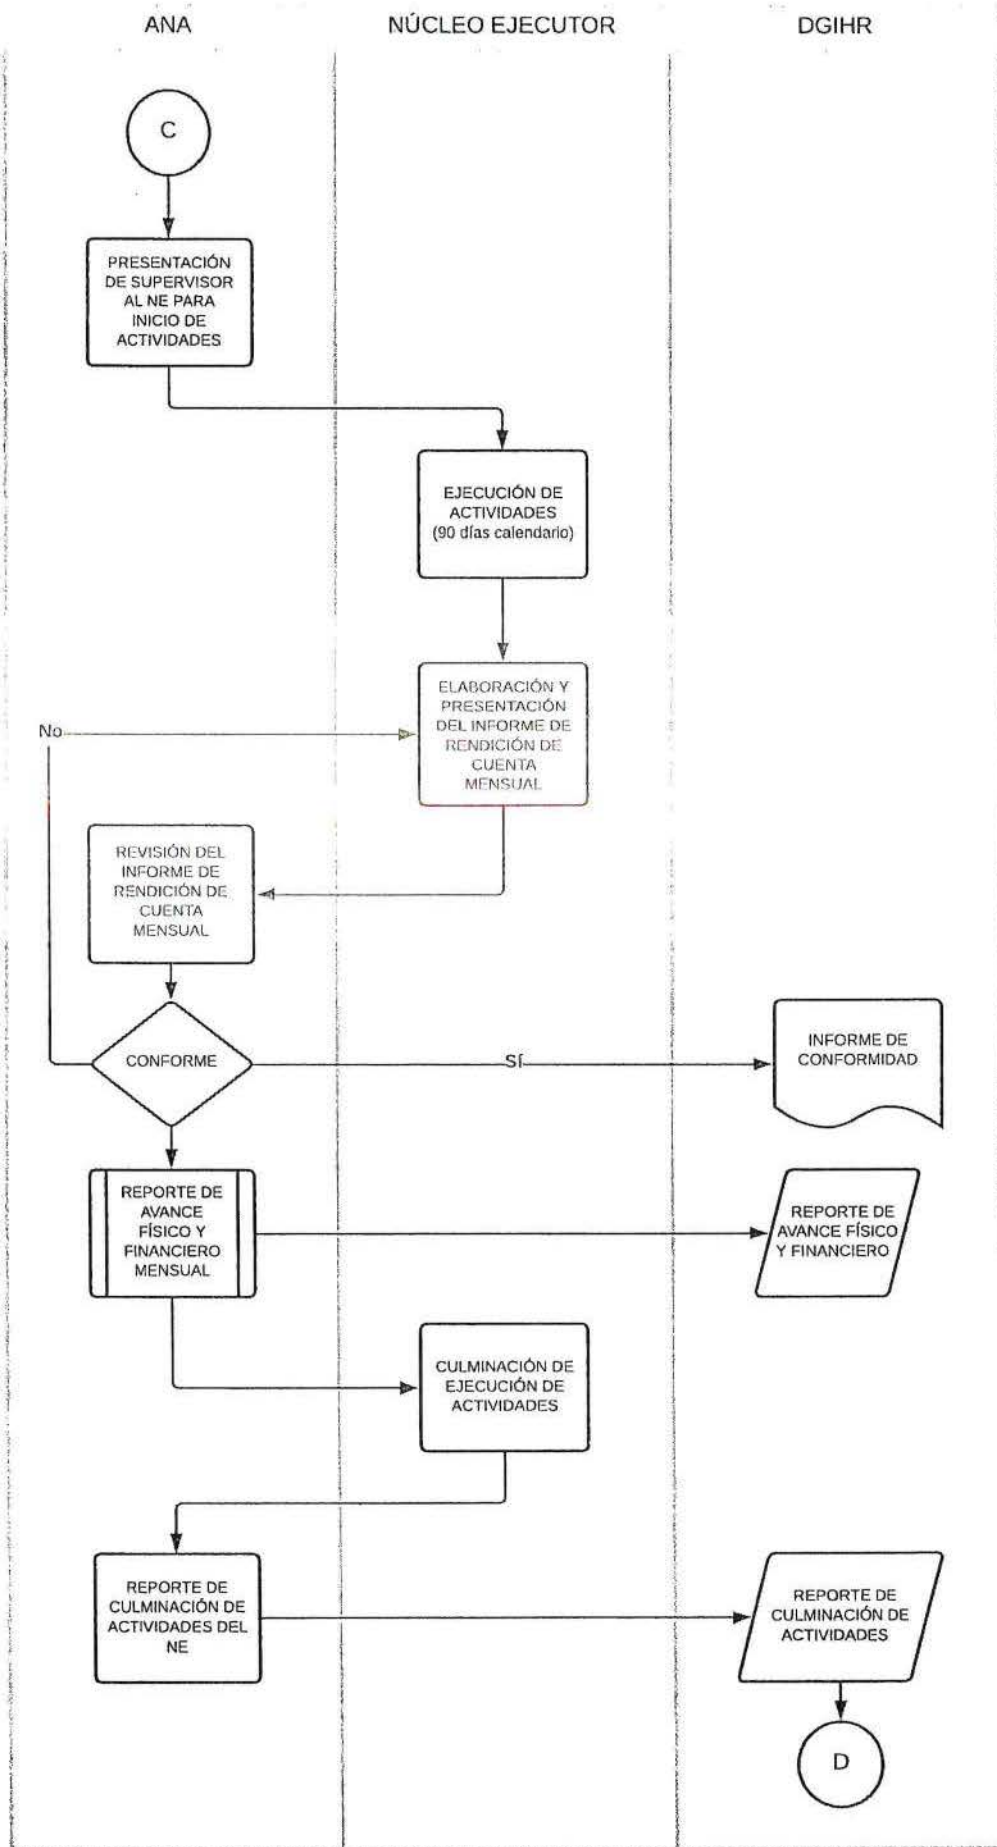 ANA
NÚCLEO EJECUTOR
DGIHR
C
PRESENTACIÓN
DE SUPERVISOR
AL NE PARA
INICIO DE
ACTIVIDADES
EJECUCIÓN DE
ACTIVIDADES
(90 días calendario)
ELABORACIÓN Y
PRESENTACIÓN
DEL INFORME DE
RENDICIÓN DE
CUENTA
MENSUAL
No
REVISIÓN DEL
INFORME DE
RENDICIÓN DE
CUENTA
MENSUAL
CONFORME
Sí
INFORME DE
CONFORMIDAD
REPORTE DE
AVANCE
FÍSICO Y
FINANCIERO
MENSUAL
REPORTE DE
AVANCE FÍSICO
Y FINANCIERO
CULMINACIÓN DE
EJECUCIÓN DE
ACTIVIDADES
REPORTE DE
CULMINACIÓN DE
ACTIVIDADES DEL
NE
REPORTE DE
CULMINACIÓN DE
ACTIVIDADES
D